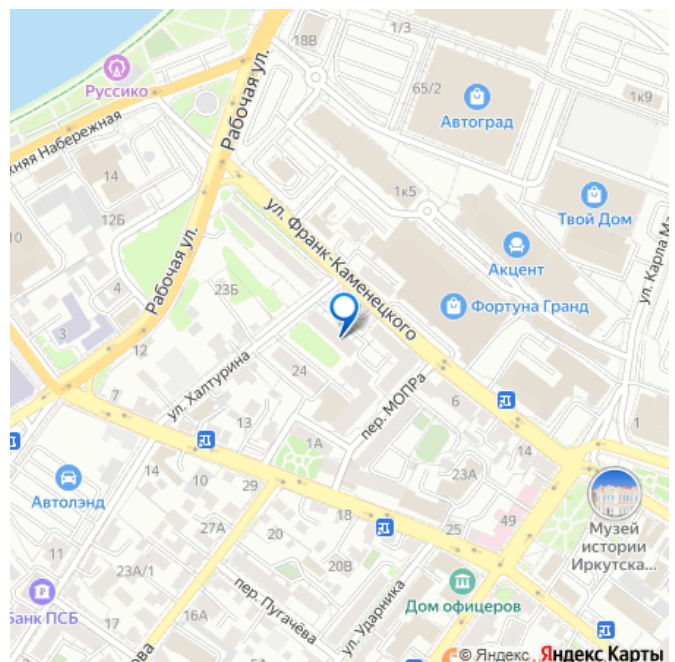 18В
1/3
Руссико
Рабочая ул.
65/2
Автоград
1к9
жняя Набережная
14
ул. Франк-Каменецкого
1к5
Твой Дом
12Б
10
Рабочая ул.
Акцент
ул. Карла Ма
23Б
4
Фортуна Гранд
3
12
ул. Халтурина
24
пер. МОПРа
7
6
13
1А
1
14
14
10
29
23А
Автолэнд
49
18
25
27А
20
Музей
истории
Иркутска...
11
23А/1
20В
Дом офицеров
Банк ПСБ
16А
пер. Пугачёва
ул. Ударника
ова
© Яндекс
Яндекс Карты